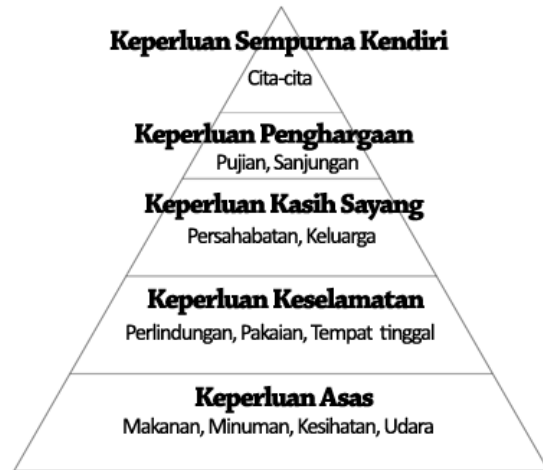 Keperluan Sempurna Kendiri
Cita-cita
Keperluan Penghargaan
Pujian, Sanjungan
Keperluan Kasih Sayang
Persahabatan, Keluarga
Keperluan Keselamatan
Perlindungan, Pakaian, Tempat tinggal
Keperluan Asas
Makanan, Minuman, Kesihatan, Udara